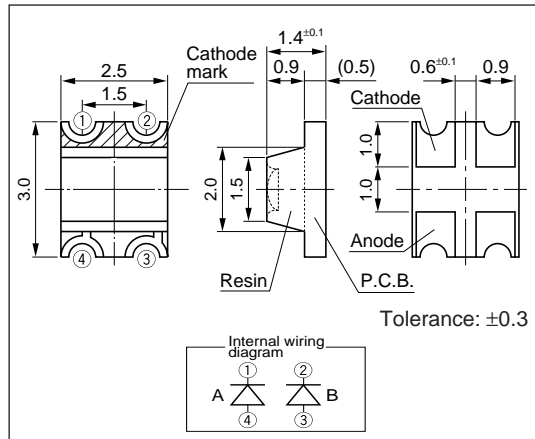 1.4±0.1
2.5
Cathode
mark
0.9
(0.5)
0.6±0.1
0.9
1.5
Cathode
①
②
3.0
2.0
1.5
1.0
1.0
Anode
④
③
Resin
P.C.B.
Tolerance: ±0.3
Internal wiring
diagram
①
②
A
B
④
③